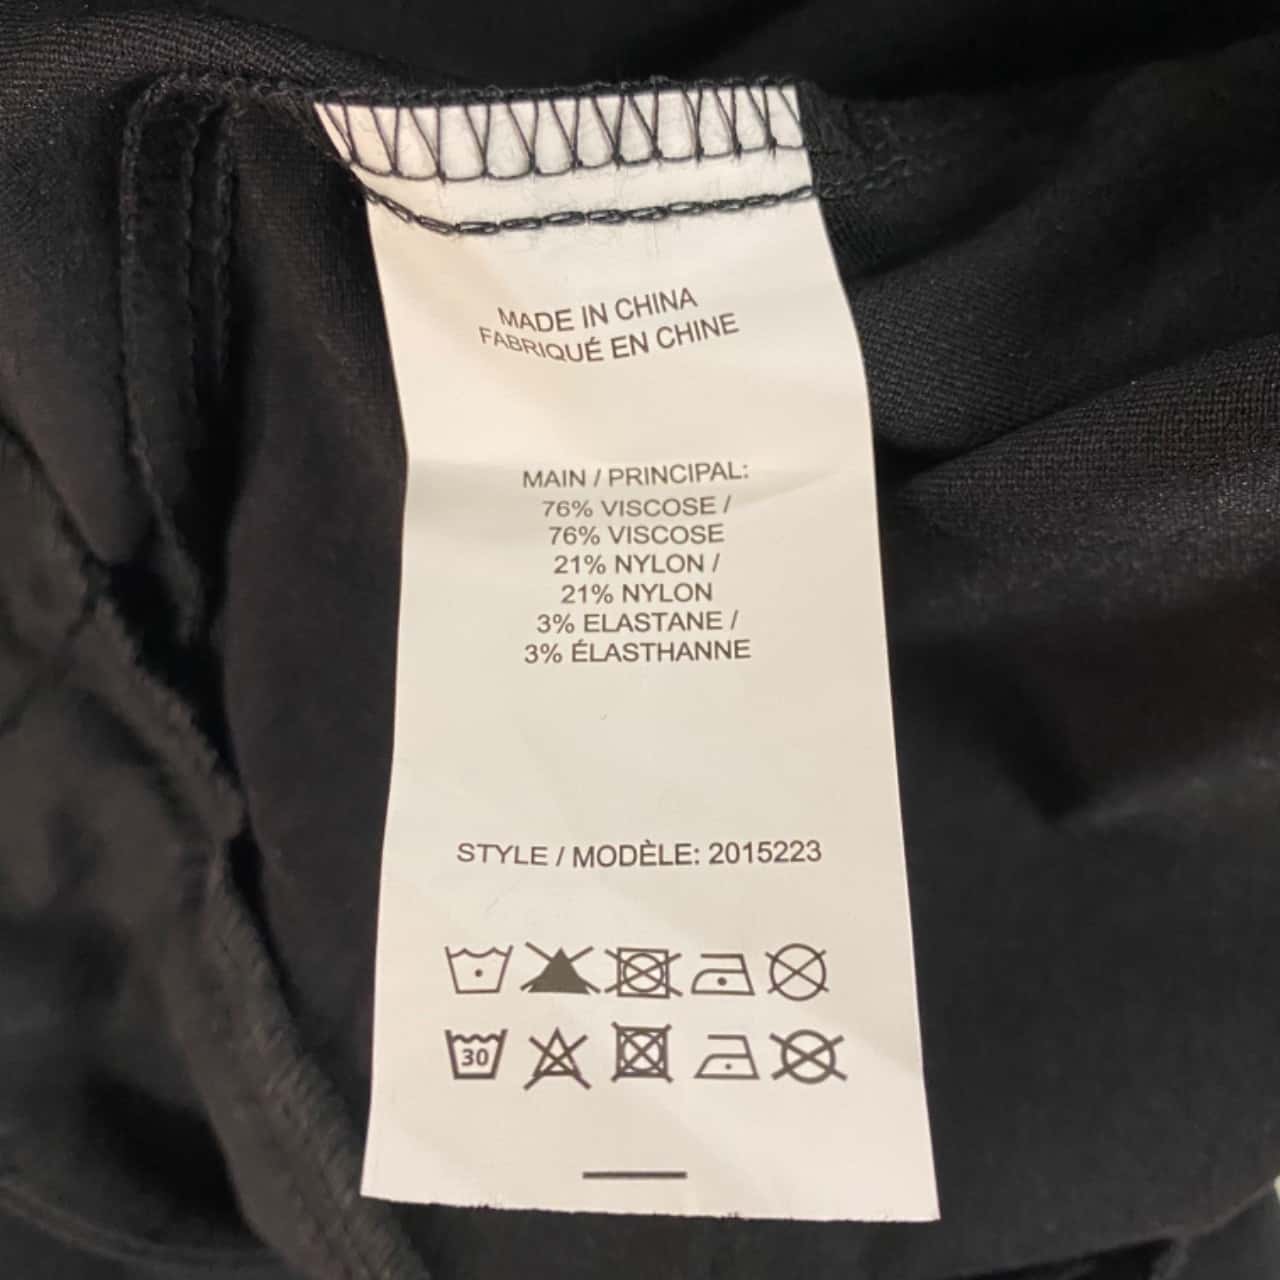 MADE IN CHINA
FABRIQUÉ EN CHINE
MAIN / PRINCIPAL:
76% VISCOSE /
76% VISCOSE
21% NYLON /
21% NYLON
3% ELASTANE /
3% ÉLASTHANNE
STYLE / MODÈLE: 2015223
30